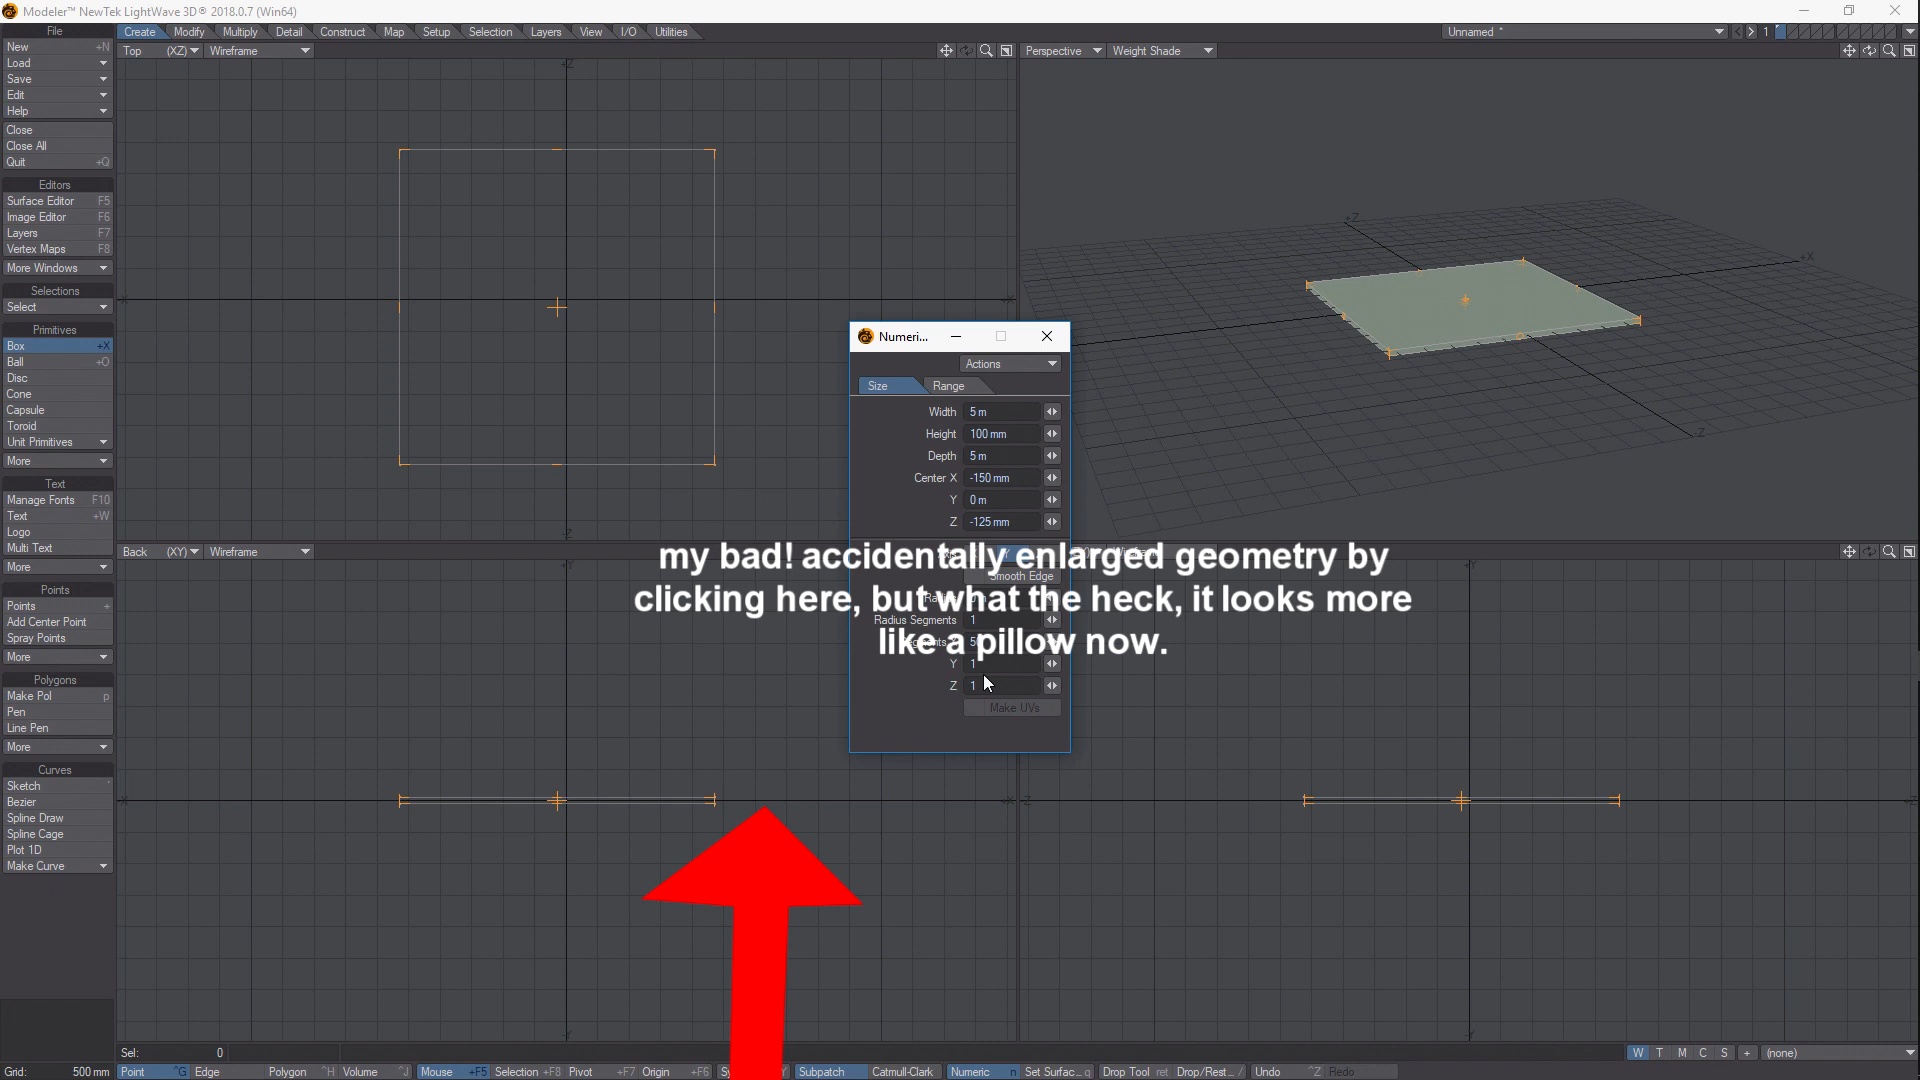 Modeler™ NewTek LightWave 3D® 2018.0.7 (Win64)
File
Create Modify Multiply Detail Construct Map Setup Selection Layers View I/O Utilities
Unnamed * 1
New +N
Load
Save
Edit
Help
Close
Close All
Quit +Q
Editors
Surface Editor F5
Image Editor F6
Layers F7
Vertex Maps F8
More Windows
Selections
Select
Primitives
Box +X
Ball +O
Disc
Cone
Capsule
Toroid
Unit Primitives
More
Text
Manage Fonts F10
Text +W
Logo
Multi Text
More
Points
Points +
Add Center Point
Spray Points
More
Polygons
Make Pol p
Pen
Line Pen
More
Curves
Sketch
Bezier
Spline Draw
Spline Cage
Plot 1D
Make Curve
Top (XZ) Wireframe
Perspective Weight Shade
Back (XY) Wireframe
Numeri...
Actions
Size Range
Width 5 m
Height 100 mm
Depth 5 m
Center X -150 mm
Y 0 m
Z -125 mm
Smooth Edge
Radius Segments 1
Y 1
Z 1
Make UVs
my bad! accidentally enlarged geometry by
clicking here, but what the heck, it looks more
like a pillow now.
Sel: 0
W T M C S + (none)
Grid: 500 mm Point ^G Edge Polygon ^H Volume ^J Mouse +F5 Selection +F8 Pivot +F7 Origin +F6 Subpatch Catmull-Clark Numeric n Set Surfac... q Drop Tool ret Drop/Rest... / Undo ^Z Redo